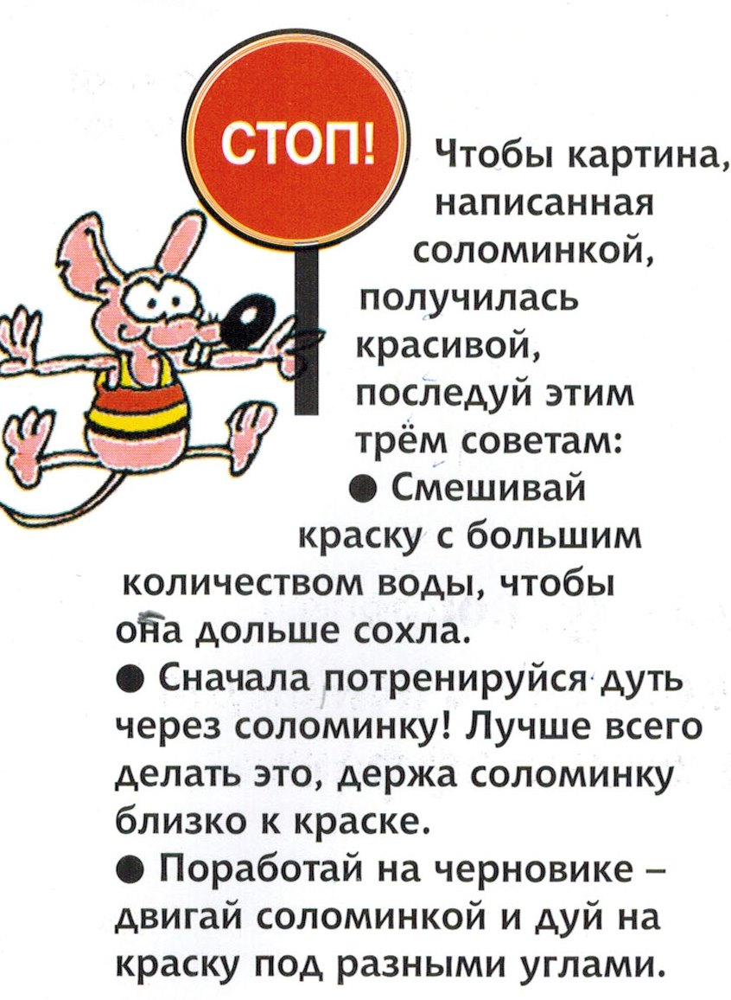 СТОП!
Чтобы картина,
написанная
соломинкой,
получилась
красивой,
последуй этим
трём советам:
● Смешивай
краску с большим
количеством воды, чтобы
она дольше сохла.
● Сначала потренируйся дуть
через соломинку! Лучше всего
делать это, держа соломинку
близко к краске.
● Поработай на черновике –
двигай соломинкой и дуй на
краску под разными углами.